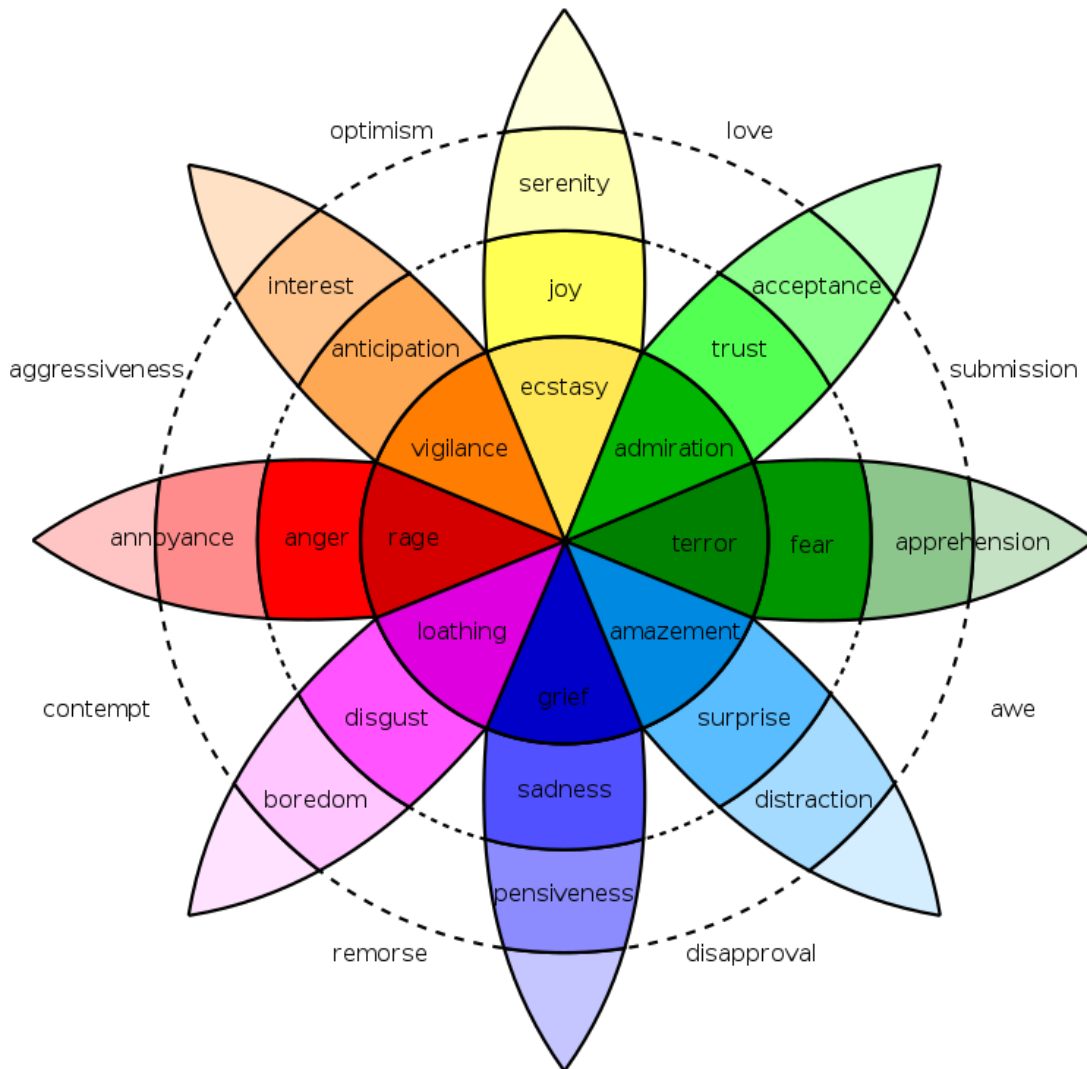 optimism
love
serenity
interest
joy
acceptance
anticipation
trust
aggressiveness
ecstasy
submission
vigilance
admiration
annoyance
anger
rage
terror
fear
apprehension
loathing
amazement
contempt
disgust
grief
surprise
awe
boredom
sadness
distraction
pensiveness
remorse
disapproval